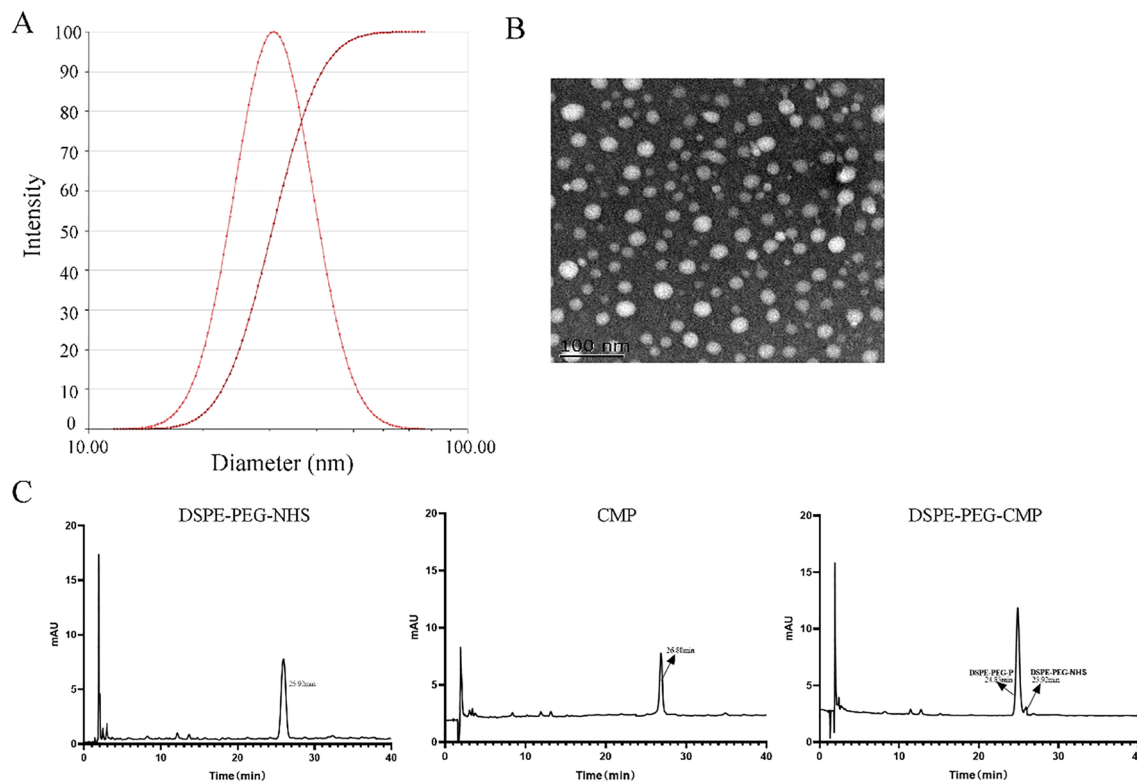 A
B
100
90
80
70
60
50
40
30
20
10
0
Intensity
10.00
100.00
Diameter (nm)
100 nm
C
DSPE-PEG-NHS
CMP
DSPE-PEG-CMP
20
15
10
5
0
mAU
25.92min
0
10
20
30
40
Time (min)
20
15
10
5
0
mAU
26.88min
0
10
20
30
40
Time (min)
20
15
10
5
0
mAU
DSPE-PEG-P
24.85min
DSPE-PEG-NHS
25.92min
0
10
20
30
40
Time (min)